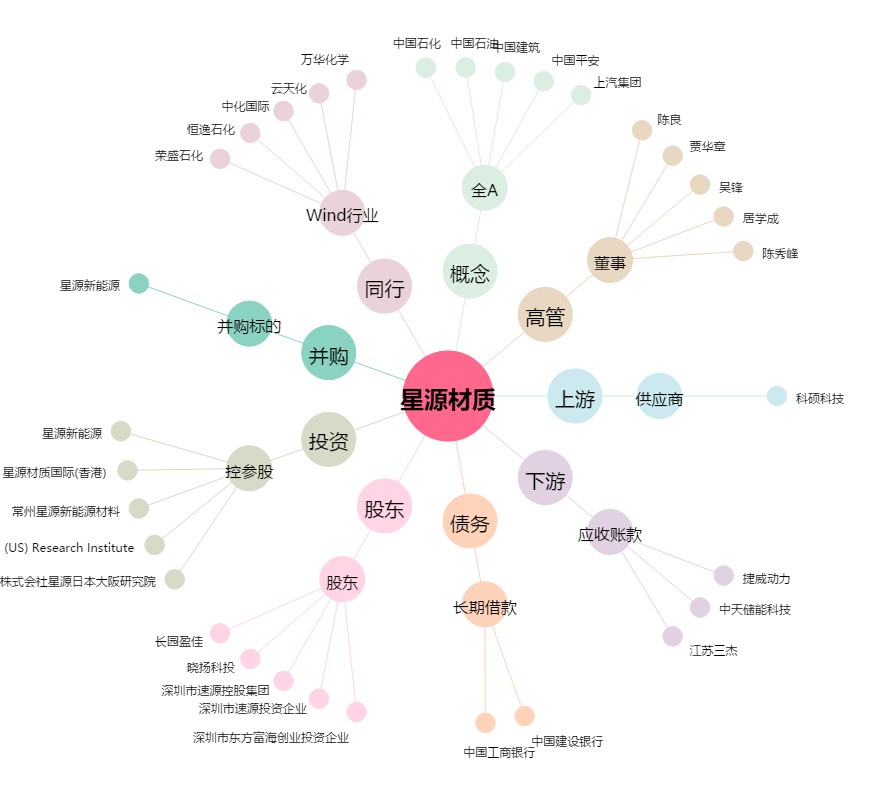 中国石化
中国石油
中国建筑
万华化学
中国平安
上汽集团
云天化
中化国际
恒逸石化
荣盛石化
陈良
贾华章
吴锋
居学成
陈秀峰
全A
Wind行业
董事
概念
同行
高管
星源新能源
并购标的
并购
星源材质
上游
供应商
科硕科技
星源新能源
投资
控参股
星源材质国际(香港)
下游
常州星源新能源材料
股东
债务
应收账款
(US) Research Institute
株式会社星源日本大阪研究院
股东
长期借款
捷威动力
中天储能科技
江苏三杰
长园盈佳
晓扬科投
深圳市速源控股集团
深圳市速源投资企业
深圳市东方富海创业投资企业
中国建设银行
中国工商银行